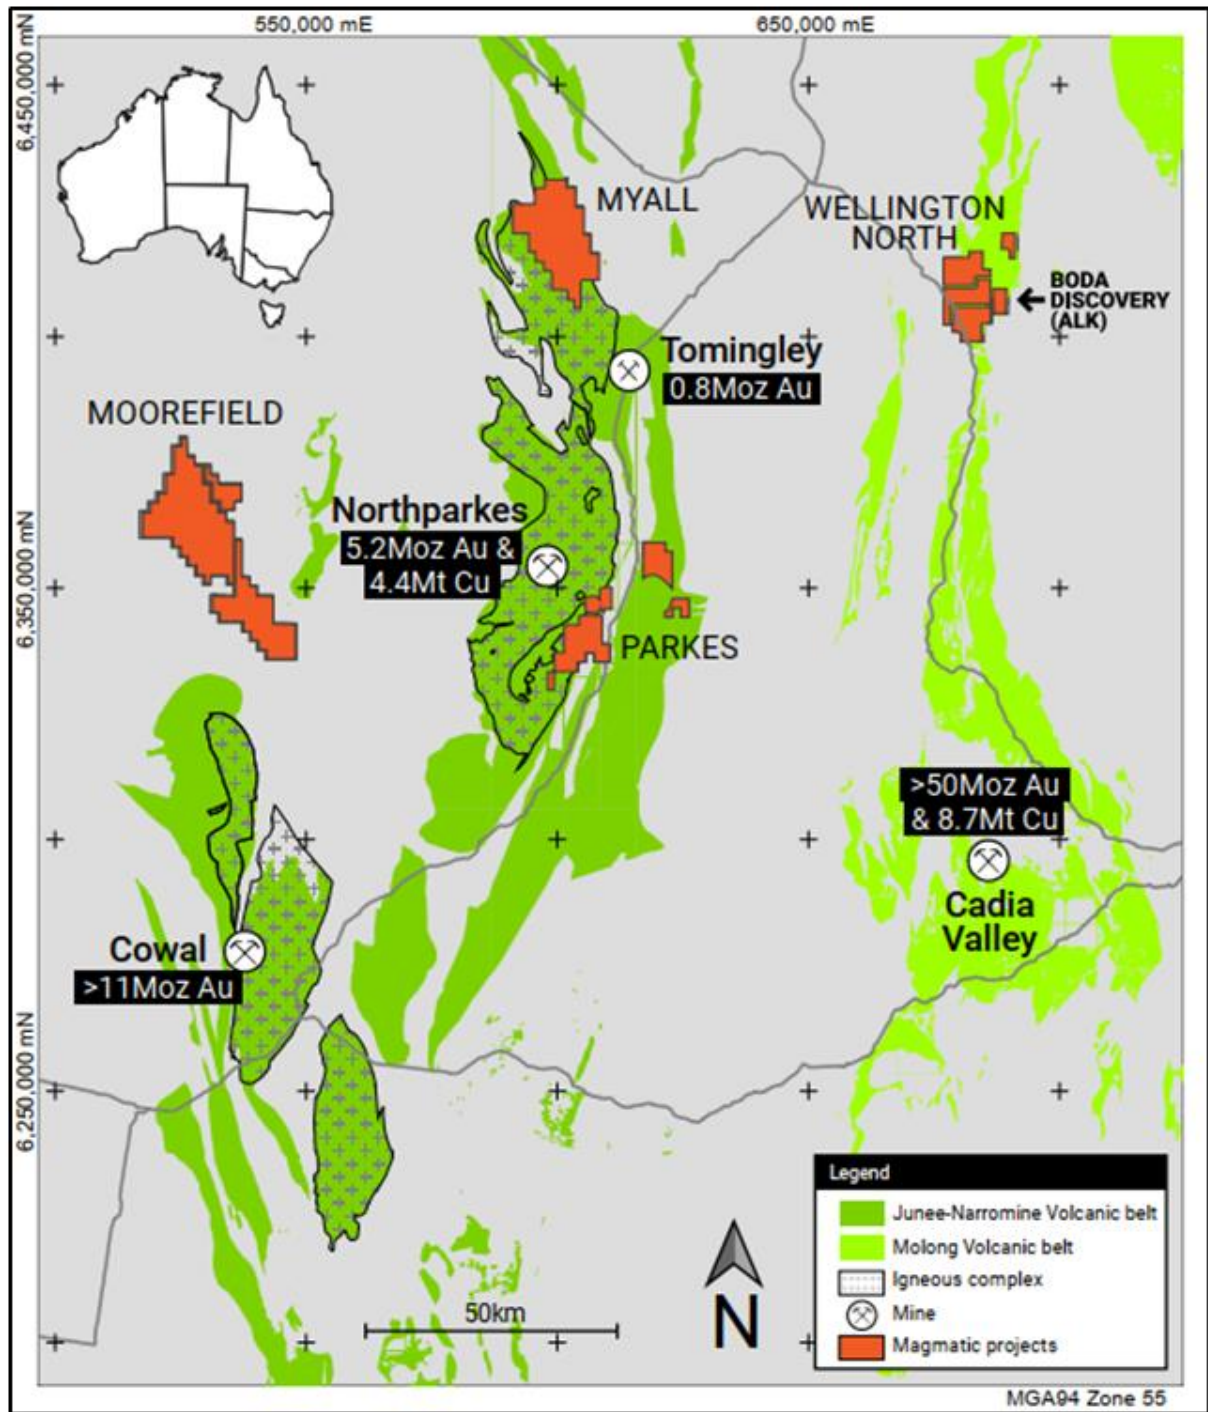 550,000 mE
650,000 mE
6,450,000 mN
6,350,000 mN
6,250,000 mN
MYALL
WELLINGTON
NORTH
BODA
DISCOVERY
(ALK)
Tomingley
0.8Moz Au
MOOREFIELD
Northparkes
5.2Moz Au &
4.4Mt Cu
PARKES
>50Moz Au
& 8.7Mt Cu
Cadia
Valley
Cowal
>11Moz Au
50km
N
Legend
Junee-Narromine Volcanic belt
Molong Volcanic belt
Igneous complex
Mine
Magmatic projects
MGA94 Zone 55